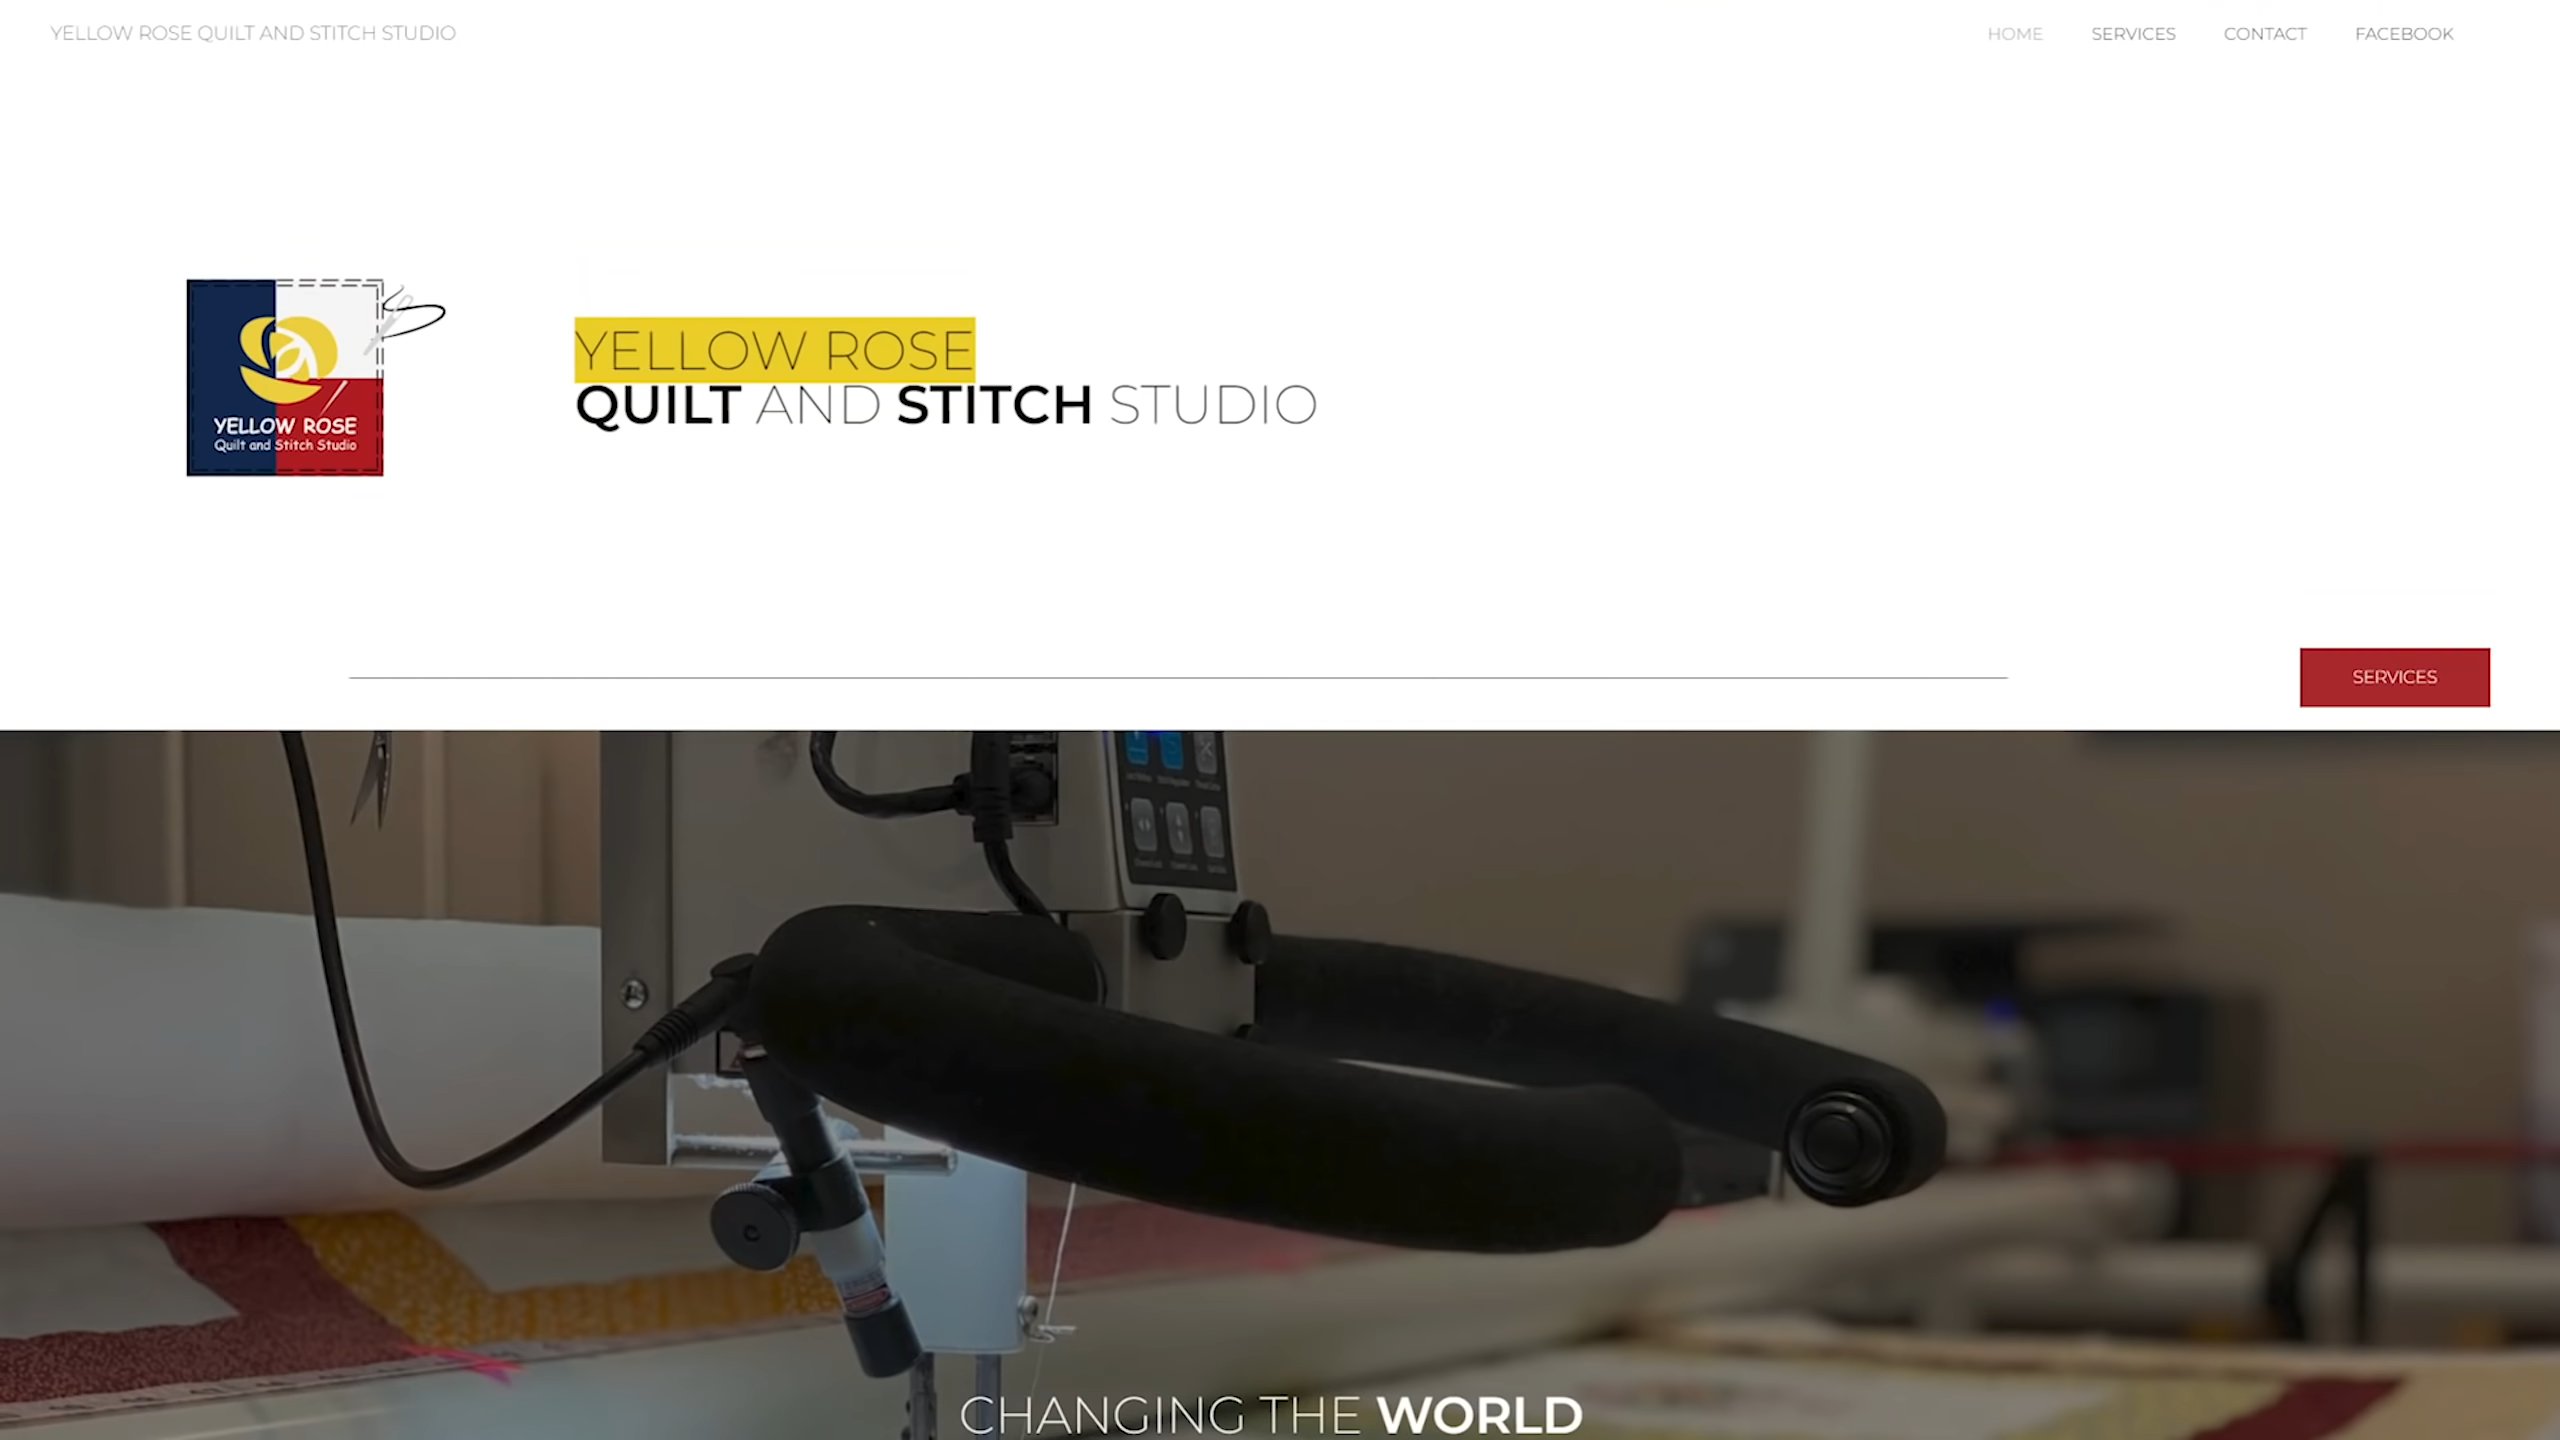 YELLOW ROSE QUILT AND STITCH STUDIO
HOME SERVICES CONTACT FACEBOOK
YELLOW ROSE
QUILT AND STITCH STUDIO
YELLOW ROSE
Quilt and Stitch Studio
SERVICES
CHANGING THE WORLD